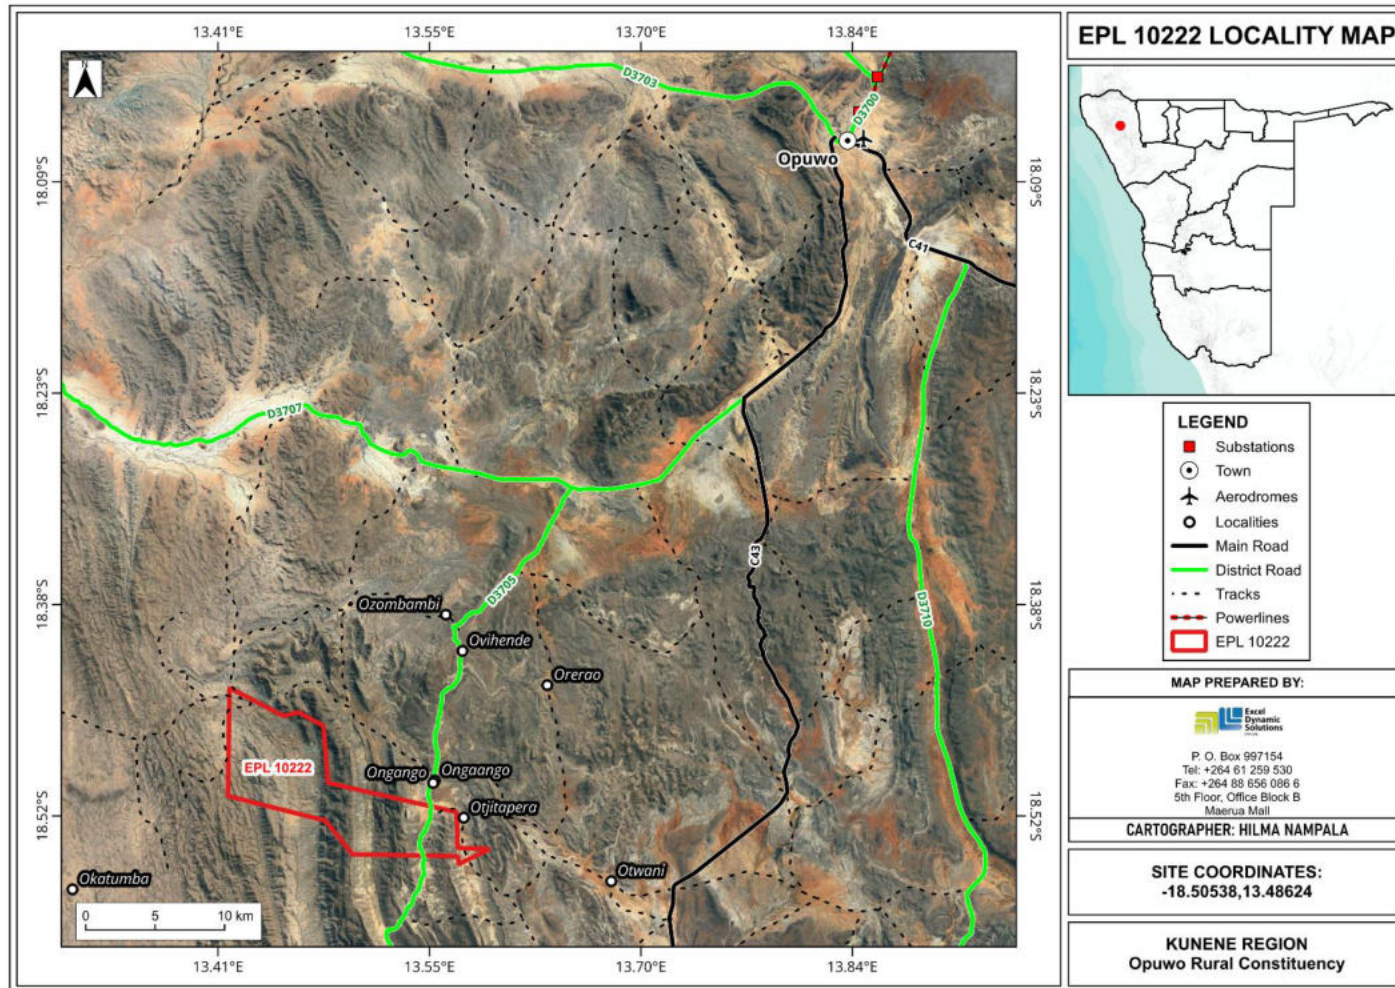 EPL 10222 LOCALITY MAP
13.41°E
13.55°E
13.70°E
13.84°E
N
D3703
D3700
Opuwo
18.09°S
18.09°S
C41
18.23°S
18.23°S
D3707
C43
D3705
D3710
18.38°S
18.38°S
Ozombambi
Ovihende
Orerao
EPL 10222
Ongango
Ongaango
Otjitapera
18.52°S
18.52°S
Otwani
Okatumba
0 5 10 km
13.41°E
13.55°E
13.70°E
13.84°E
LEGEND
Substations
Town
Aerodromes
Localities
Main Road
District Road
Tracks
Powerlines
EPL 10222
MAP PREPARED BY:
Excel
Dynamic
Solutions
P. O. Box 997154
Tel: +264 61 259 530
Fax: +264 88 656 086 6
5th Floor, Office Block B
Maerua Mall
CARTOGRAPHER: HILMA NAMPALA
SITE COORDINATES:
-18.50538,13.48624
KUNENE REGION
Opuwo Rural Constituency